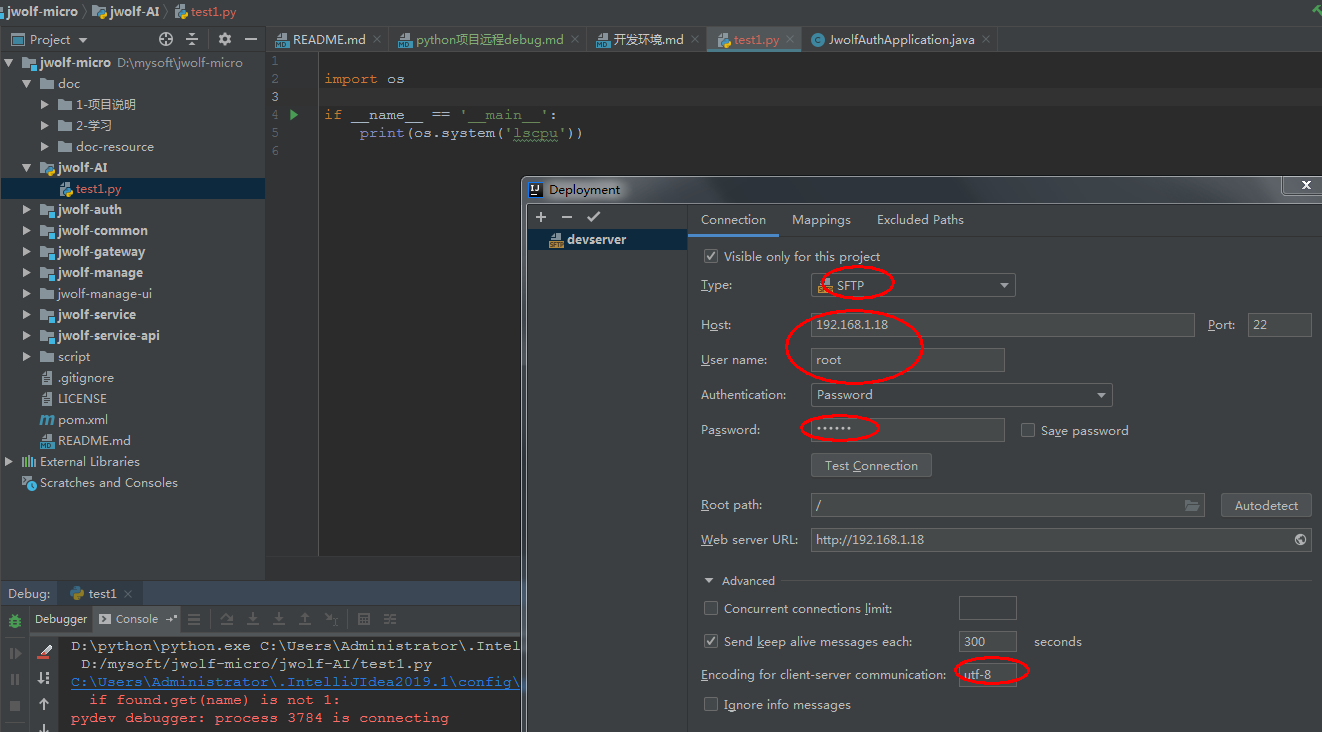 jwolf-micro jwolf-AI test1.py
Project
README.md python项目远程debug.md 开发环境.md test1.py JwolfAuthApplication.java
jwolf-micro D:\mysoft\jwolf-micro
doc
1-项目说明
2-学习
doc-resource
jwolf-AI
test1.py
jwolf-auth
jwolf-common
jwolf-gateway
jwolf-manage
jwolf-manage-ui
jwolf-service
jwolf-service-api
script
.gitignore
LICENSE
pom.xml
README.md
External Libraries
Scratches and Consoles
1
2 import os
3
4 if __name__ == '__main__':
5 print(os.system('lscpu'))
6
Deployment
devserver
Connection Mappings Excluded Paths
Visible only for this project
Type: SFTP
Host: 192.168.1.18 Port: 22
User name: root
Authentication: Password
Password: •••••• Save password
Test Connection
Root path: / Autodetect
Web server URL: http://192.168.1.18
Advanced
Concurrent connections limit:
Send keep alive messages each: 300 seconds
Encoding for client-server communication: utf-8
Ignore info messages
Debug: test1
Debugger Console
D:\python\python.exe C:\Users\Administrator\.Intel
D:/mysoft/jwolf-micro/jwolf-AI/test1.py
C:\Users\Administrator\.IntelliJIdea2019.1\config\
if found.get(name) is not 1:
pydev debugger: process 3784 is connecting